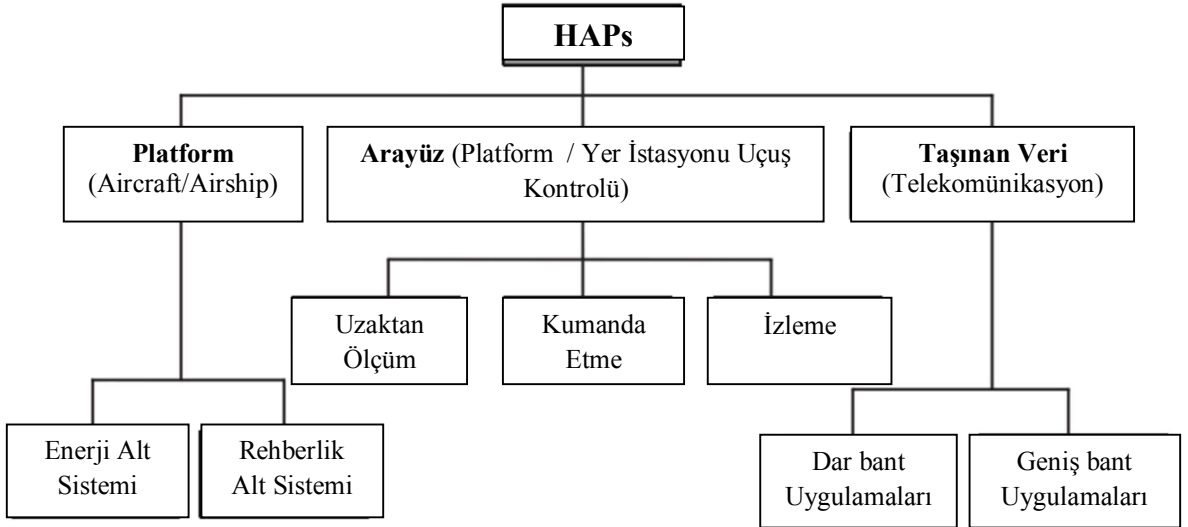 HAPs
Platform
(Aircraft/Airship)
Arayüz (Platform / Yer İstasyonu Uçuş
Kontrolü)
Taşınan Veri
(Telekomünikasyon)
Uzaktan
Ölçüm
Kumanda
Etme
İzleme
Enerji Alt
Sistemi
Rehberlik
Alt Sistemi
Dar bant
Uygulamaları
Geniş bant
Uygulamaları